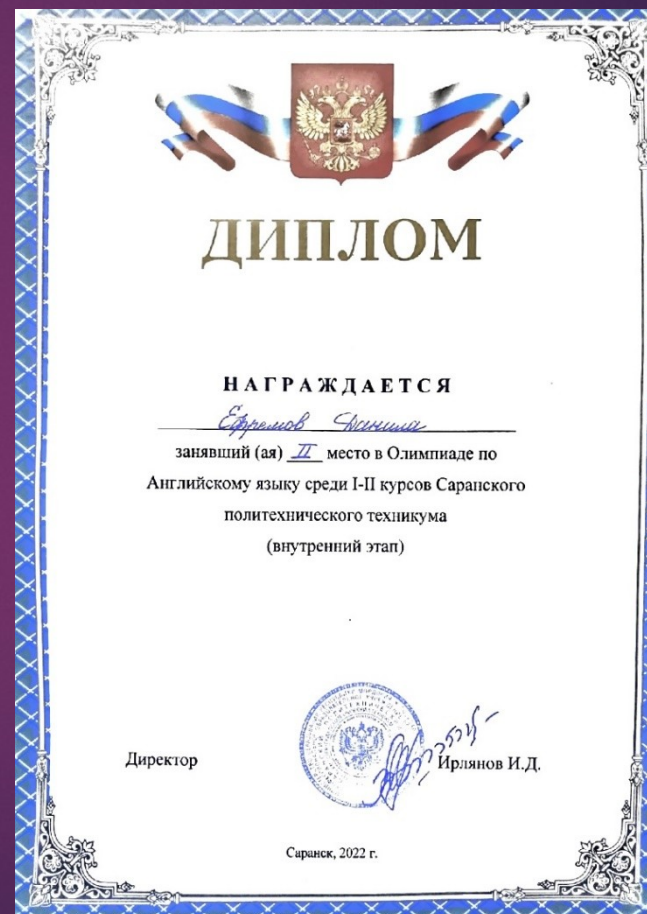 ДИПЛОМ
НАГРАЖДАЕТСЯ
Ефремов Данила
занявший (ая) II место в Олимпиаде по
Английскому языку среди I-II курсов Саранского
политехнического техникума
(внутренний этап)
Директор
Ирлянов И.Д.
Саранск, 2022 г.